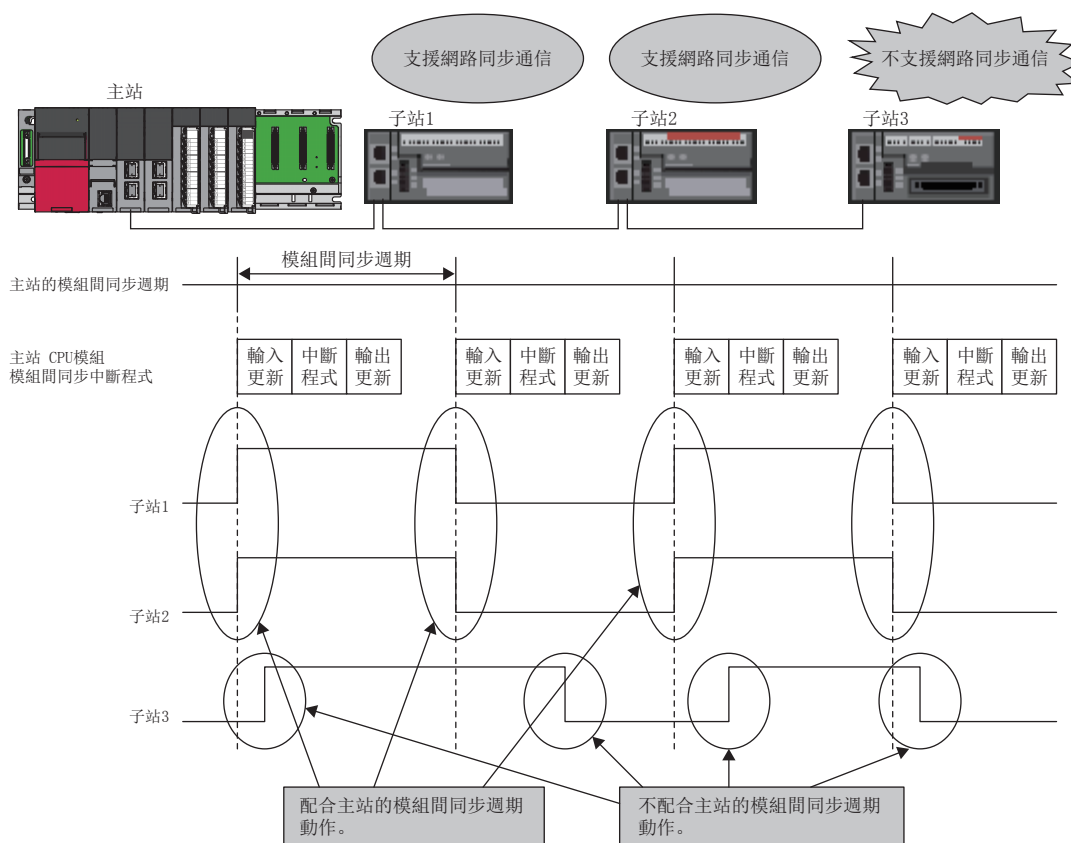 支援網路同步通信
支援網路同步通信
不支援網路同步通信
主站
子站1
子站2
子站3
模組間同步週期
主站的模組間同步週期
主站 CPU模組
模組間同步中斷程式
輸入
更新
中斷
程式
輸出
更新
輸入
更新
中斷
程式
輸出
更新
輸入
更新
中斷
程式
輸出
更新
輸入
更新
中斷
程式
輸出
更新
子站1
子站2
子站3
配合主站的模組間同步週期
動作。
不配合主站的模組間同步週期
動作。